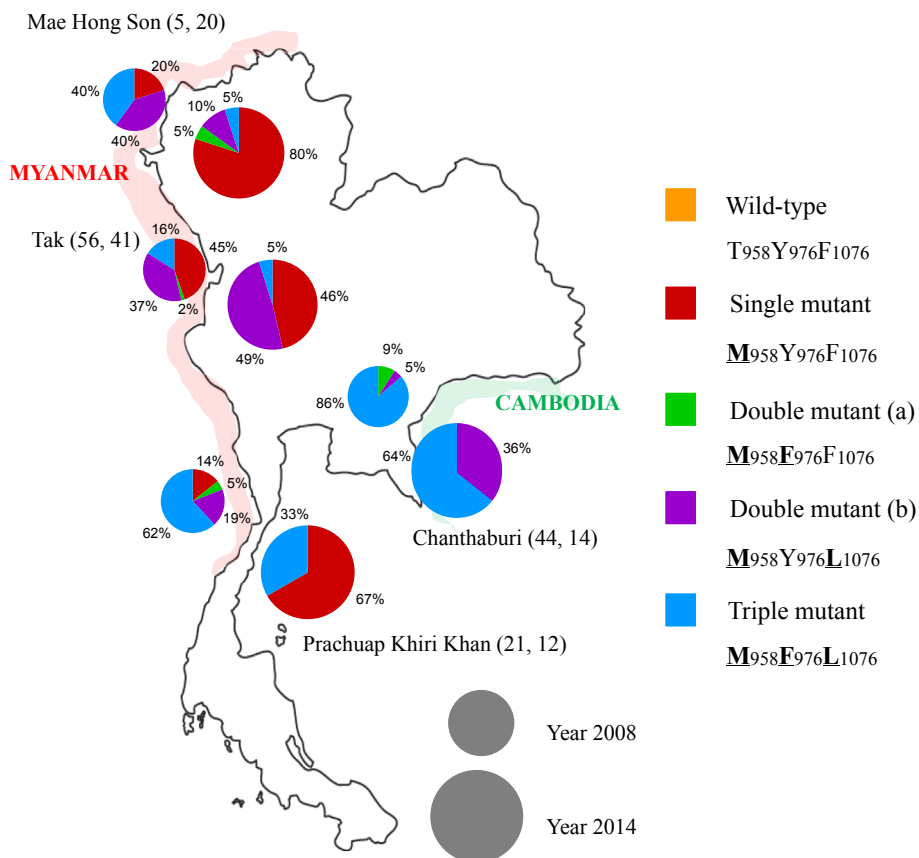 Mae Hong Son (5, 20)
20%
40%
40%
5%
10%
5%
80%
MYANMAR
Tak (56, 41)
16%
45%
37%
2%
5%
46%
49%
9%
5%
86%
CAMBODIA
64%
36%
Chanthaburi (44, 14)
14%
5%
19%
62%
33%
67%
Prachuap Khiri Khan (21, 12)
Wild-type
T958Y976F1076
Single mutant
M958Y976F1076
Double mutant (a)
M958F976F1076
Double mutant (b)
M958Y976L1076
Triple mutant
M958F976L1076
Year 2008
Year 2014